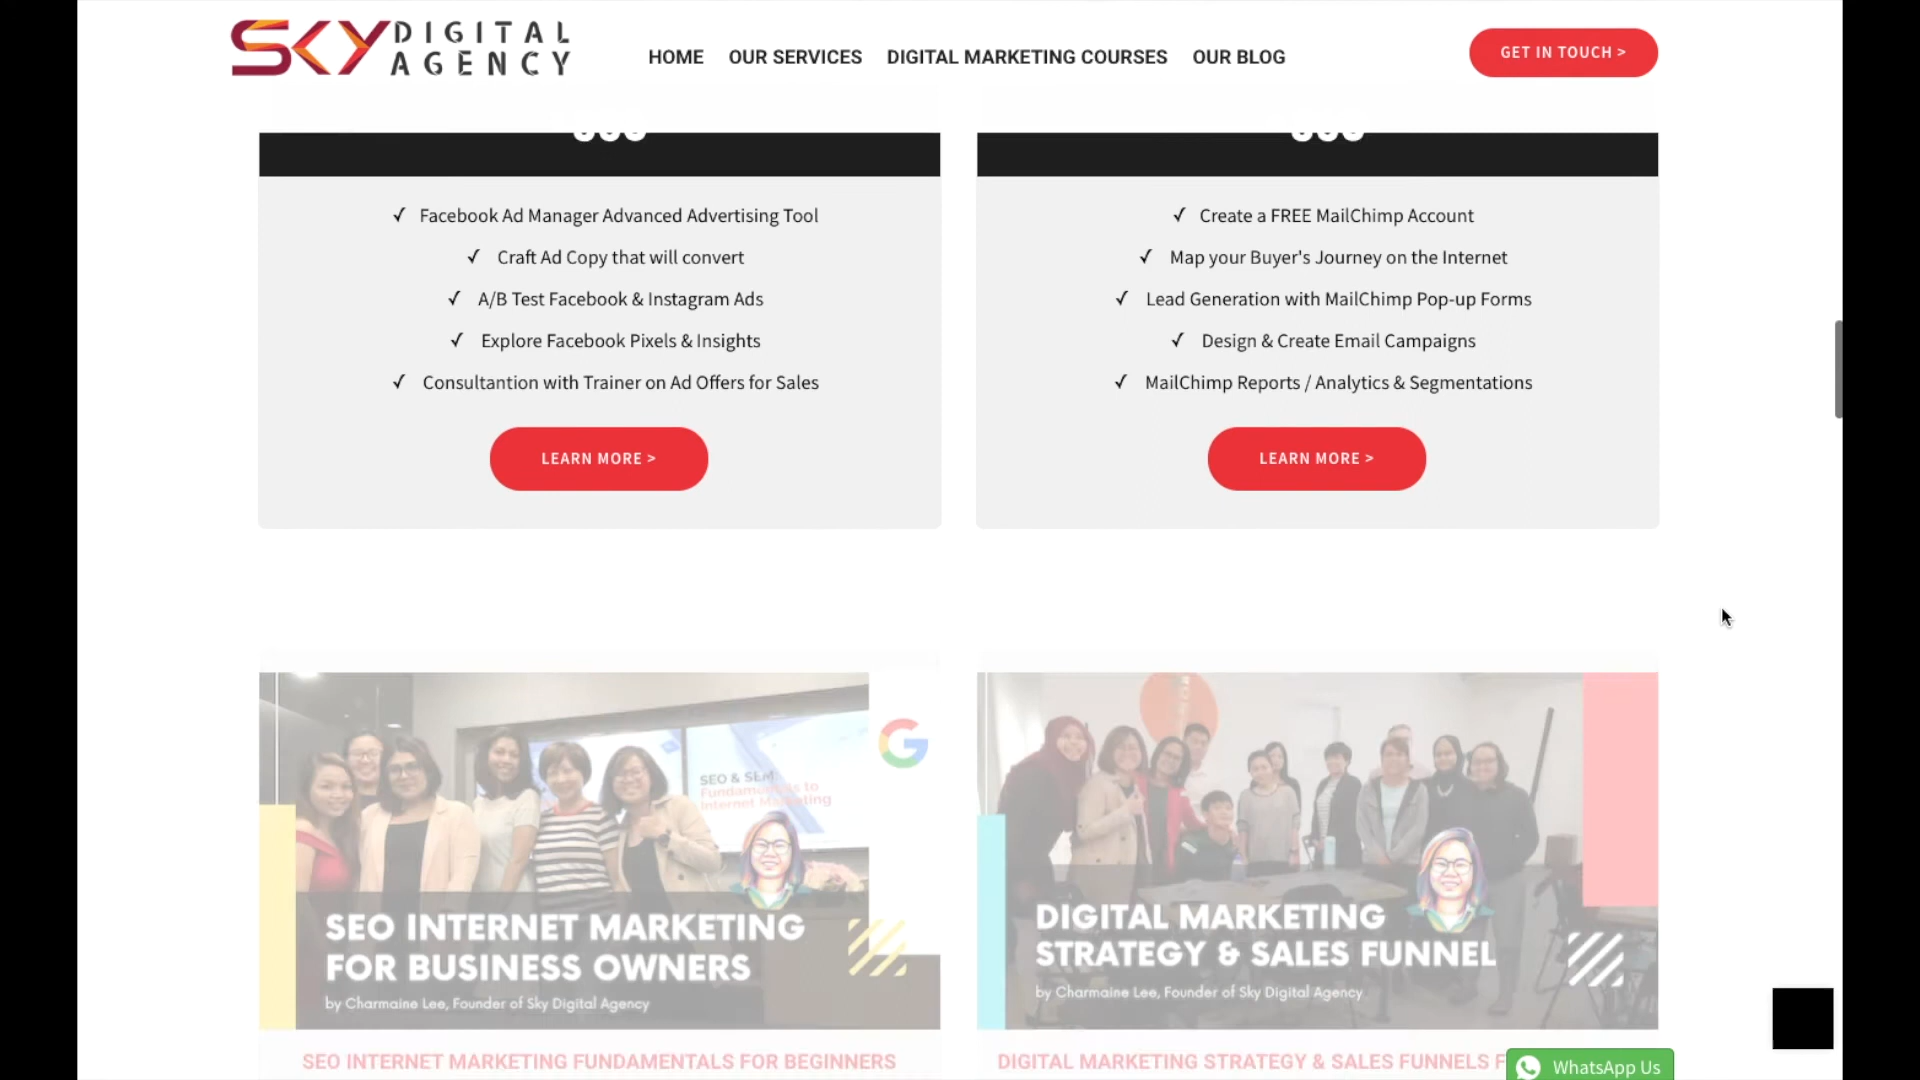 SKY DIGITAL AGENCY
HOME
OUR SERVICES
DIGITAL MARKETING COURSES
OUR BLOG
GET IN TOUCH >
✓ Facebook Ad Manager Advanced Advertising Tool
✓ Craft Ad Copy that will convert
✓ A/B Test Facebook & Instagram Ads
✓ Explore Facebook Pixels & Insights
✓ Consultantion with Trainer on Ad Offers for Sales
LEARN MORE >
✓ Create a FREE MailChimp Account
✓ Map your Buyer's Journey on the Internet
✓ Lead Generation with MailChimp Pop-up Forms
✓ Design & Create Email Campaigns
✓ MailChimp Reports / Analytics & Segmentations
LEARN MORE >
SEO & SEM:
Fundamentals to
Internet Marketing
SEO INTERNET MARKETING
FOR BUSINESS OWNERS
by Charmaine Lee, Founder of Sky Digital Agency
SEO INTERNET MARKETING FUNDAMENTALS FOR BEGINNERS
DIGITAL MARKETING
STRATEGY & SALES FUNNEL
by Charmaine Lee, Founder of Sky Digital Agency
DIGITAL MARKETING STRATEGY & SALES FUNNELS
WhatsApp Us